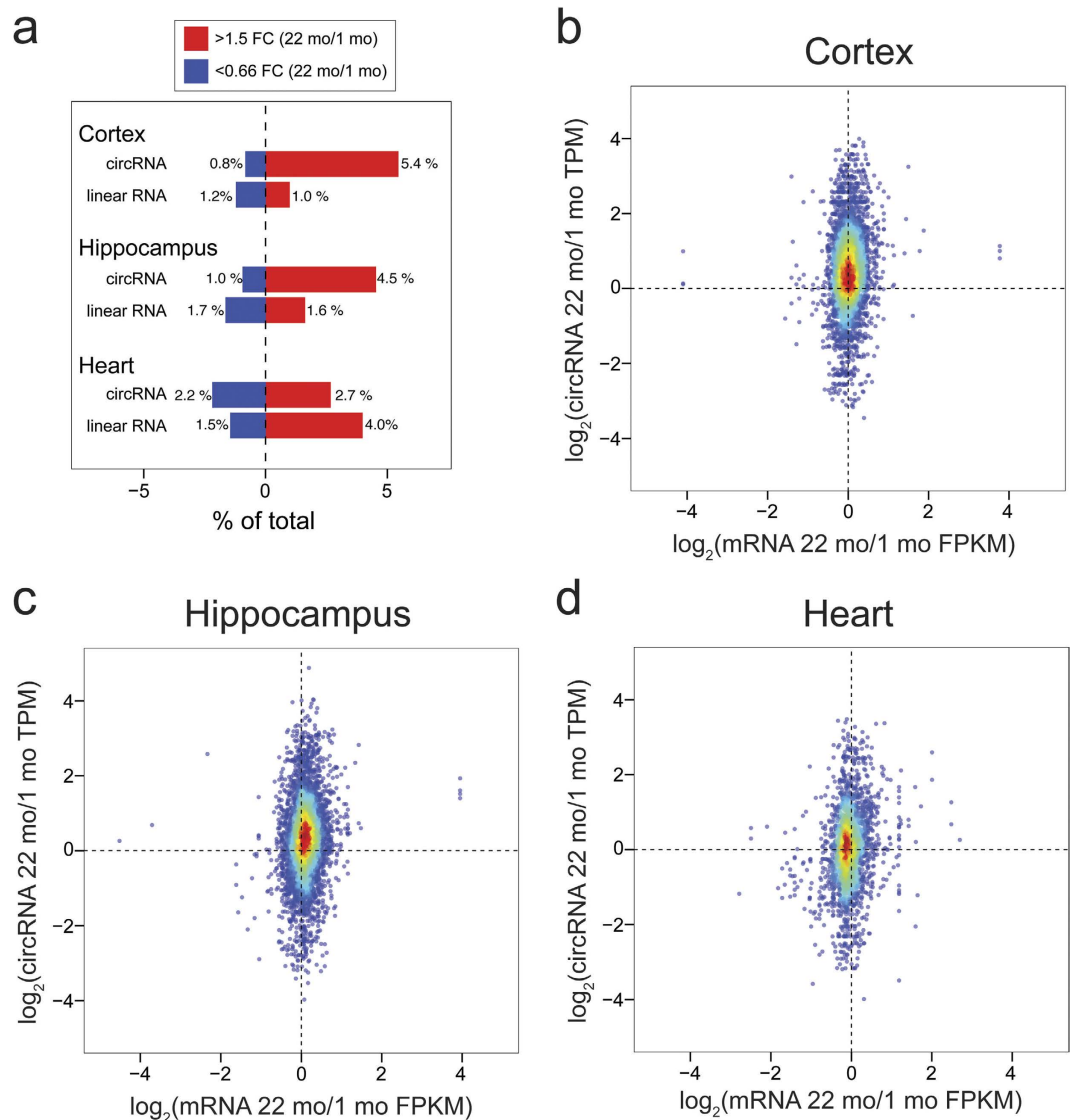 a
>1.5 FC (22 mo/1 mo)
<0.66 FC (22 mo/1 mo)
Cortex
circRNA 0.8% 5.4 %
linear RNA 1.2% 1.0 %
Hippocampus
circRNA 1.0 % 4.5 %
linear RNA 1.7 % 1.6 %
Heart
circRNA 2.2 % 2.7 %
linear RNA 1.5% 4.0%
−5 0 5
% of total
b
Cortex
log2(circRNA 22 mo/1 mo TPM)
4
2
0
−2
−4
−4 −2 0 2 4
log2(mRNA 22 mo/1 mo FPKM)
c
Hippocampus
log2(circRNA 22 mo/1 mo TPM)
4
2
0
−2
−4
−4 −2 0 2 4
log2(mRNA 22 mo/1 mo FPKM)
d
Heart
log2(circRNA 22 mo/1 mo TPM)
4
2
0
−2
−4
−4 −2 0 2 4
log2(mRNA 22 mo/1 mo FPKM)